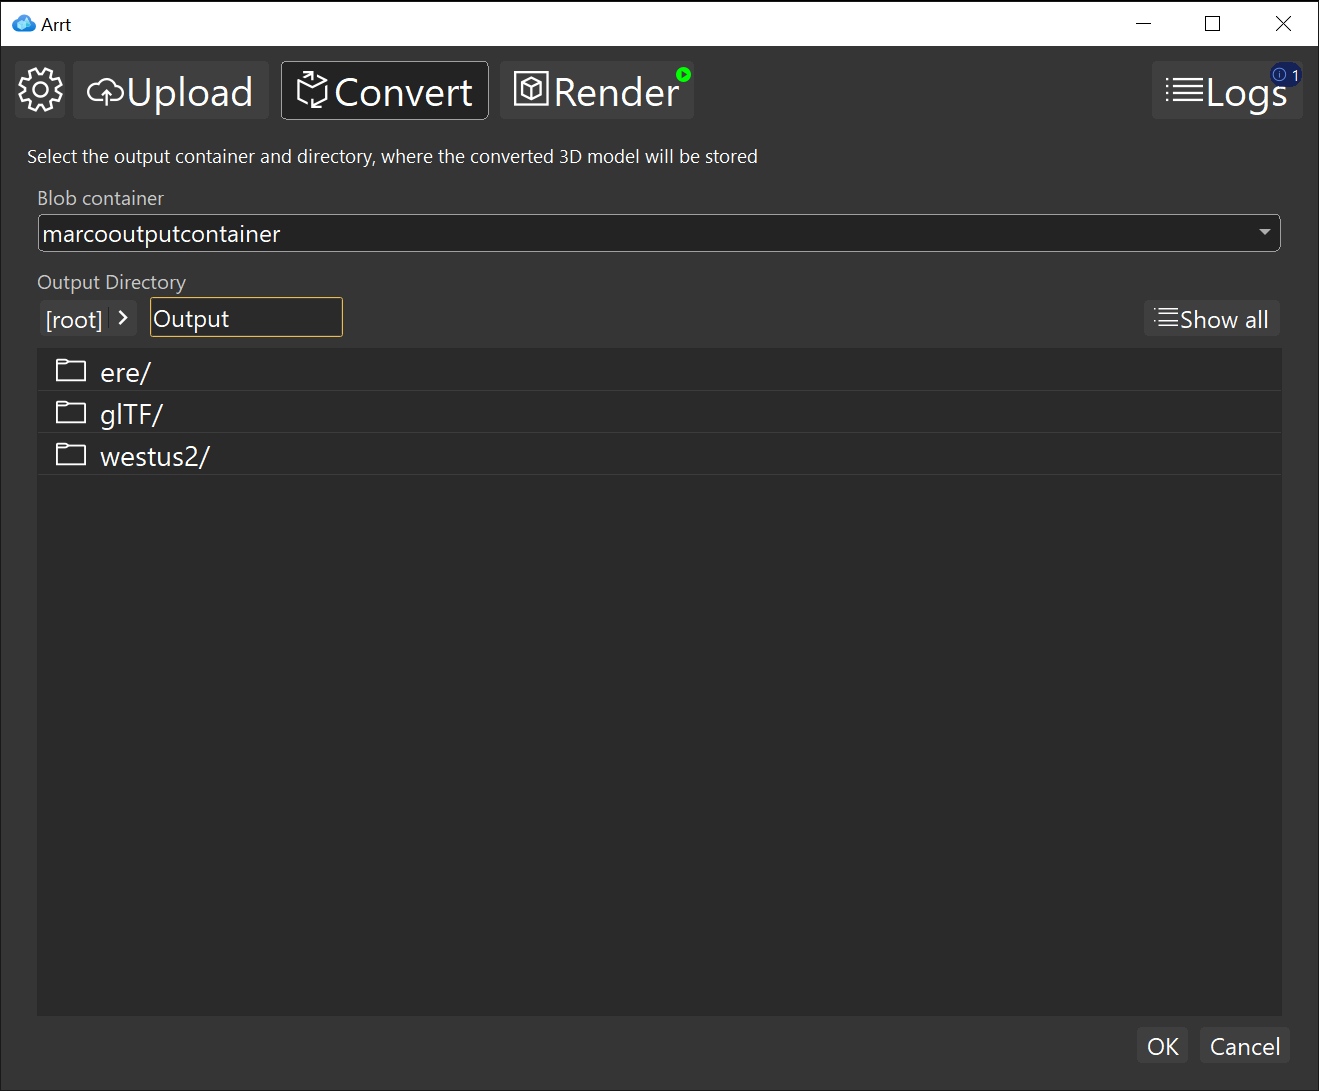 Arrt
Upload Convert Render Logs 1
Select the output container and directory, where the converted 3D model will be stored
Blob container
marcooutputcontainer
Output Directory
[root] Output Show all
ere/
glTF/
westus2/
OK Cancel